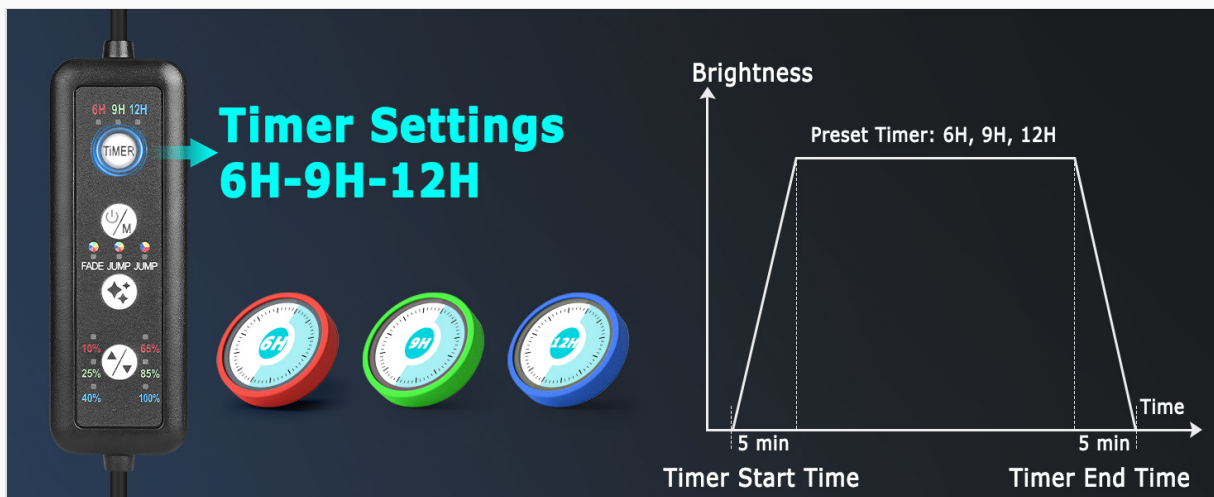 6H 9H 12H
TiMER
M
FADE JUMP JUMP
10% 65%
25% 85%
40% 100%
Timer Settings
6H-9H-12H
6H
9H
12H
Brightness
Preset Timer: 6H, 9H, 12H
Time
5 min
5 min
Timer Start Time
Timer End Time